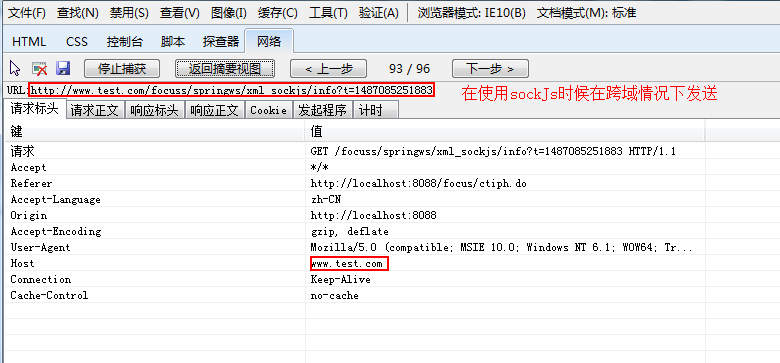 文件(F) 查找(N) 禁用(S) 查看(V) 图像(I) 缓存(C) 工具(T) 验证(A) 浏览器模式: IE10(B) 文档模式(M): 标准
HTML CSS 控制台 脚本 探查器 网络
停止捕获 返回摘要视图 < 上一步 93 / 96 下一步 >
URL: http://www.test.com/focuss/springws/xml_sockjs/info?t=1487085251883 在使用sockJs时候在跨域情况下发送
请求标头 请求正文 响应标头 响应正文 Cookie 发起程序 计时
键 值
请求 GET /focuss/springws/xml_sockjs/info?t=1487085251883 HTTP/1.1
Accept */*
Referer http://localhost:8088/focus/ctiph.do
Accept-Language zh-CN
Origin http://localhost:8088
Accept-Encoding gzip, deflate
User-Agent Mozilla/5.0 (compatible; MSIE 10.0; Windows NT 6.1; WOW64; Tr...
Host www.test.com
Connection Keep-Alive
Cache-Control no-cache